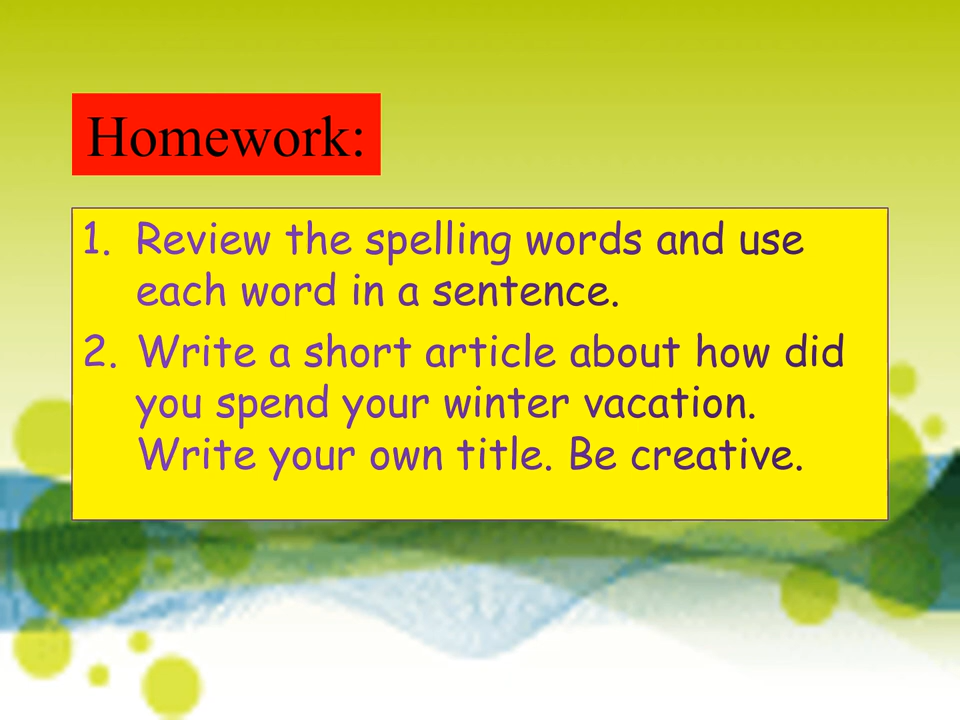 Homework:
1. Review the spelling words and use
each word in a sentence.
2. Write a short article about how did
you spend your winter vacation.
Write your own title. Be creative.